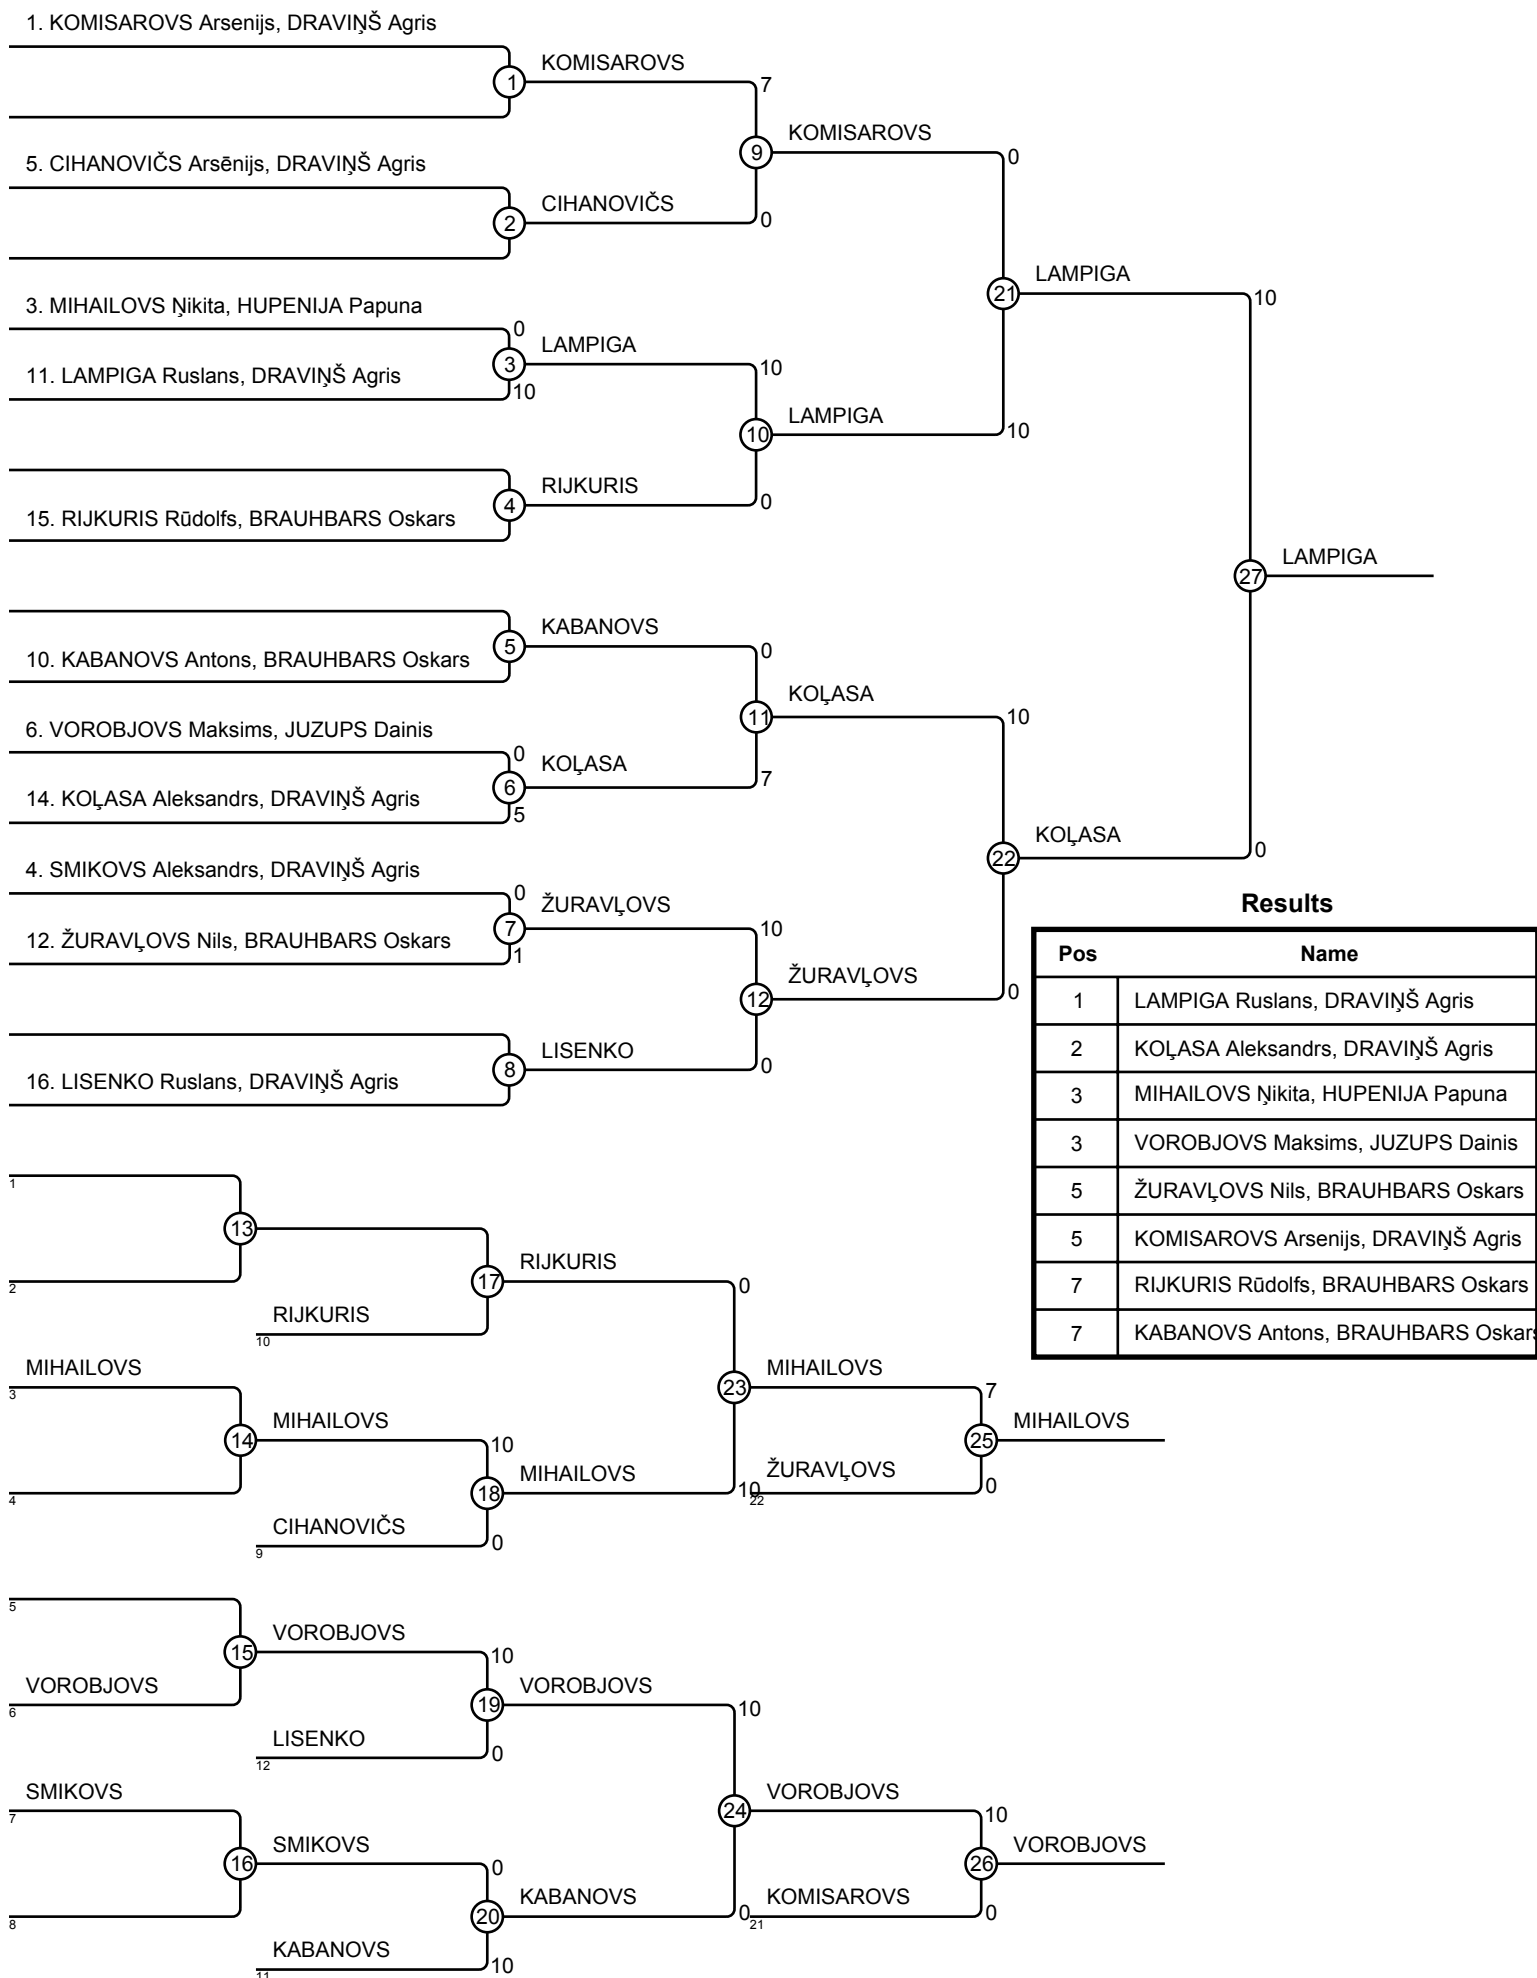 1. KOMISAROVS Arsenijs, DRAVIŅŠ Agris
KOMISAROVS
1
7
KOMISAROVS
9
0
5. CIHANOVIČS Arsēnijs, DRAVIŅŠ Agris
CIHANOVIČS
2
0
LAMPIGA
21
10
3. MIHAILOVS Ņikita, HUPENIJA Papuna
0
LAMPIGA
3
10
11. LAMPIGA Ruslans, DRAVIŅŠ Agris
10
LAMPIGA
10
10
RIJKURIS
4
0
15. RIJKURIS Rūdolfs, BRAUHBARS Oskars
LAMPIGA
27
KABANOVS
5
0
10. KABANOVS Antons, BRAUHBARS Oskars
KOĻASA
11
10
6. VOROBJOVS Maksims, JUZUPS Dainis
0
KOĻASA
6
7
14. KOĻASA Aleksandrs, DRAVIŅŠ Agris
5
KOĻASA
22
0
4. SMIKOVS Aleksandrs, DRAVIŅŠ Agris
0
ŽURAVĻOVS
7
10
12. ŽURAVĻOVS Nils, BRAUHBARS Oskars
1
ŽURAVĻOVS
12
0
LISENKO
8
0
16. LISENKO Ruslans, DRAVIŅŠ Agris
Results
Pos Name
1 LAMPIGA Ruslans, DRAVIŅŠ Agris
2 KOĻASA Aleksandrs, DRAVIŅŠ Agris
3 MIHAILOVS Ņikita, HUPENIJA Papuna
3 VOROBJOVS Maksims, JUZUPS Dainis
5 ŽURAVĻOVS Nils, BRAUHBARS Oskars
5 KOMISAROVS Arsenijs, DRAVIŅŠ Agris
7 RIJKURIS Rūdolfs, BRAUHBARS Oskars
7 KABANOVS Antons, BRAUHBARS Oskars
1
13
2
RIJKURIS
17
0
RIJKURIS
10
MIHAILOVS
3
MIHAILOVS
23
7
MIHAILOVS
14
10
MIHAILOVS
25
4
MIHAILOVS
18
10
ŽURAVĻOVS
22
0
CIHANOVIČS
9
0
5
VOROBJOVS
15
10
VOROBJOVS
6
VOROBJOVS
19
10
LISENKO
12
0
SMIKOVS
7
VOROBJOVS
24
10
SMIKOVS
16
0
VOROBJOVS
26
8
KABANOVS
20
0
KOMISAROVS
21
0
KABANOVS
11
10